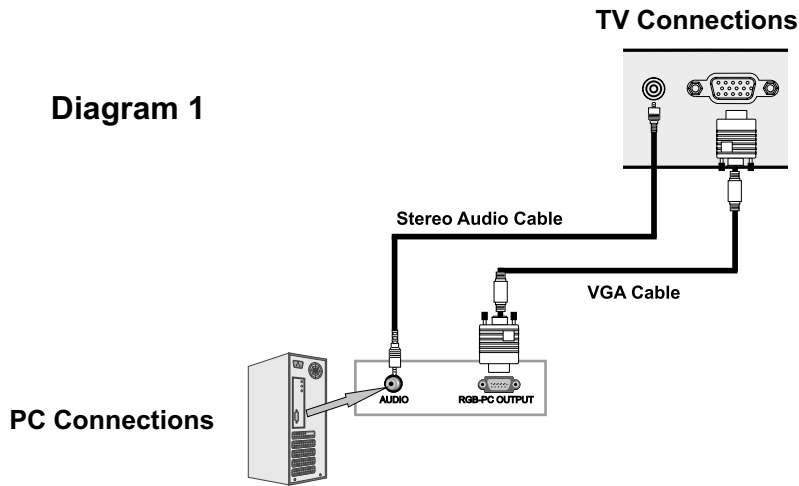 TV Connections
Diagram 1
Stereo Audio Cable
VGA Cable
AUDIO
RGB-PC OUTPUT
PC Connections